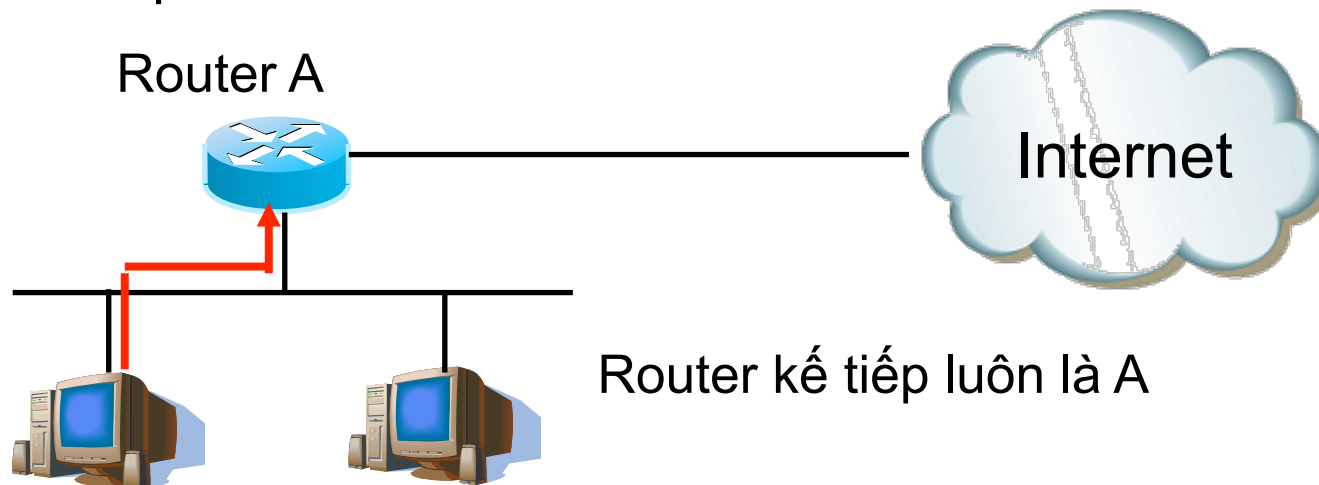 Router A
Internet
Router kế tiếp luôn là A